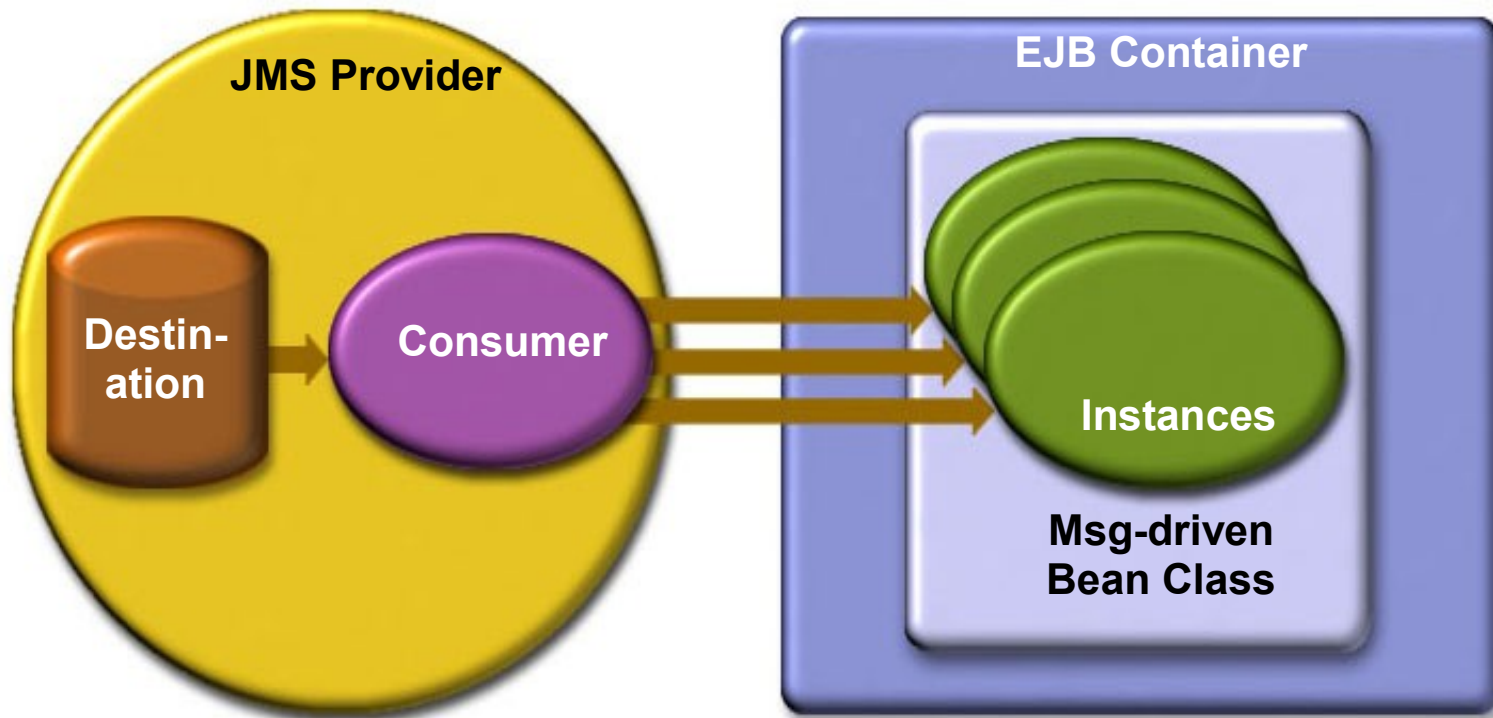 JMS Provider
EJB Container
Destin-
ation
Consumer
Instances
Msg-driven
Bean Class